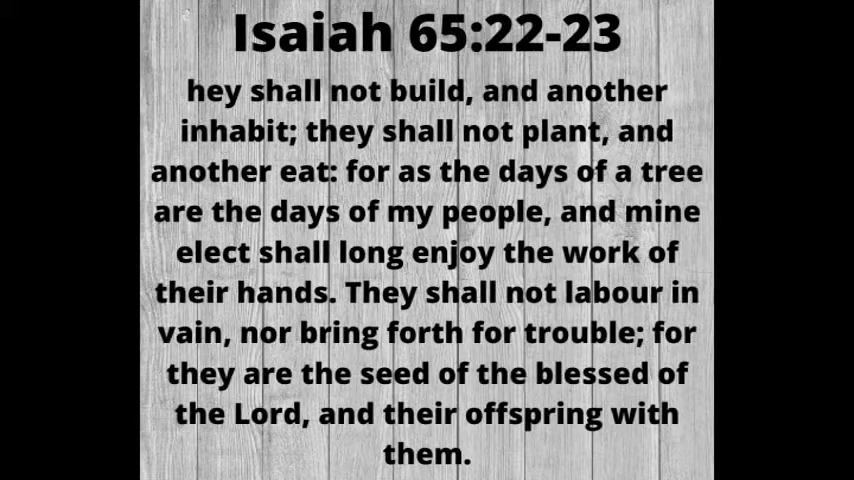 Isaiah 65:22-23
hey shall not build, and another
inhabit; they shall not plant, and
another eat: for as the days of a tree
are the days of my people, and mine
elect shall long enjoy the work of
their hands. They shall not labour in
vain, nor bring forth for trouble; for
they are the seed of the blessed of
the Lord, and their offspring with
them.